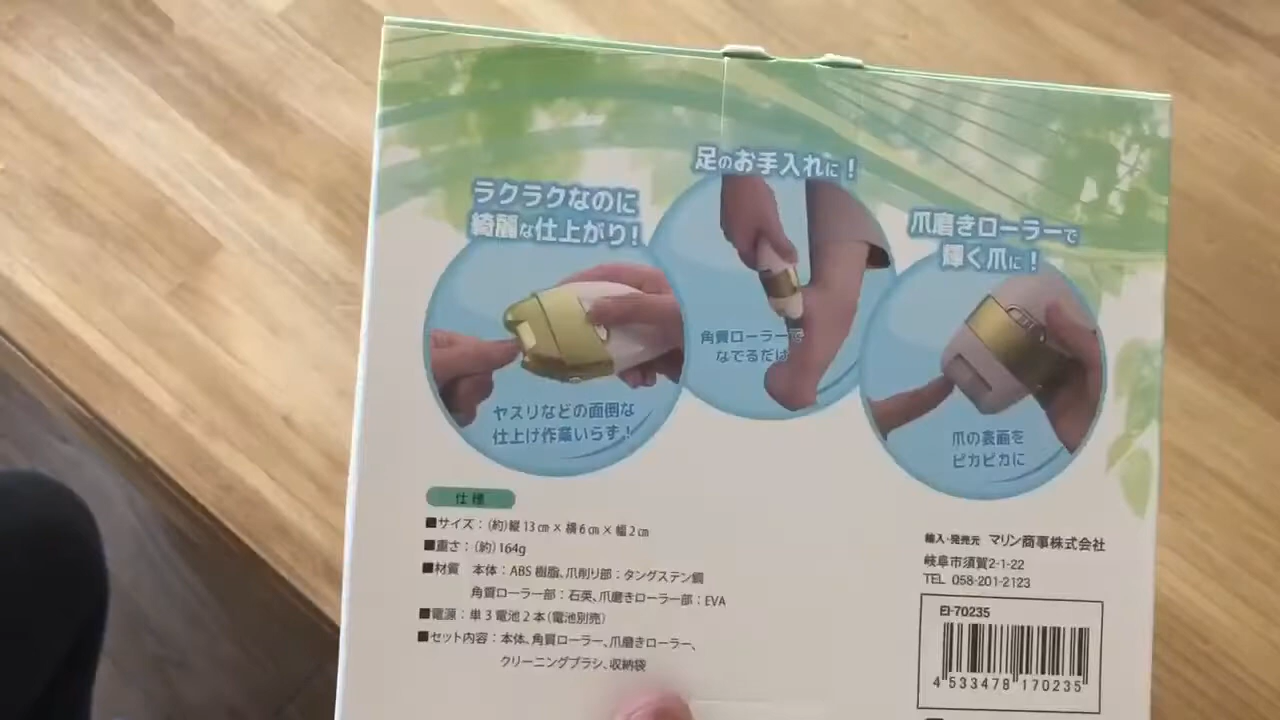 足のお手入れに！
ラクラクなのに
綺麗な仕上がり！
爪磨きローラーで
輝く爪に！
角質ローラーで
なでるだけ
ヤスリなどの面倒な
仕上げ作業いらず！
爪の表面を
ピカピカに
仕様
■サイズ：(約)縦13㎝×横6㎝×幅2㎝
■重さ：(約)164g
■材質 本体：ABS樹脂、爪削り部：タングステン鋼
角質ローラー部：石英、爪磨きローラー部：EVA
■電源：単3電池2本(電池別売)
■セット内容：本体、角質ローラー、爪磨きローラー、
クリーニングブラシ、収納袋
輸入・発売元 マリン商事株式会社
岐阜市須賀2-1-22
TEL 058-201-2123
EI-70235
4 533478 170235